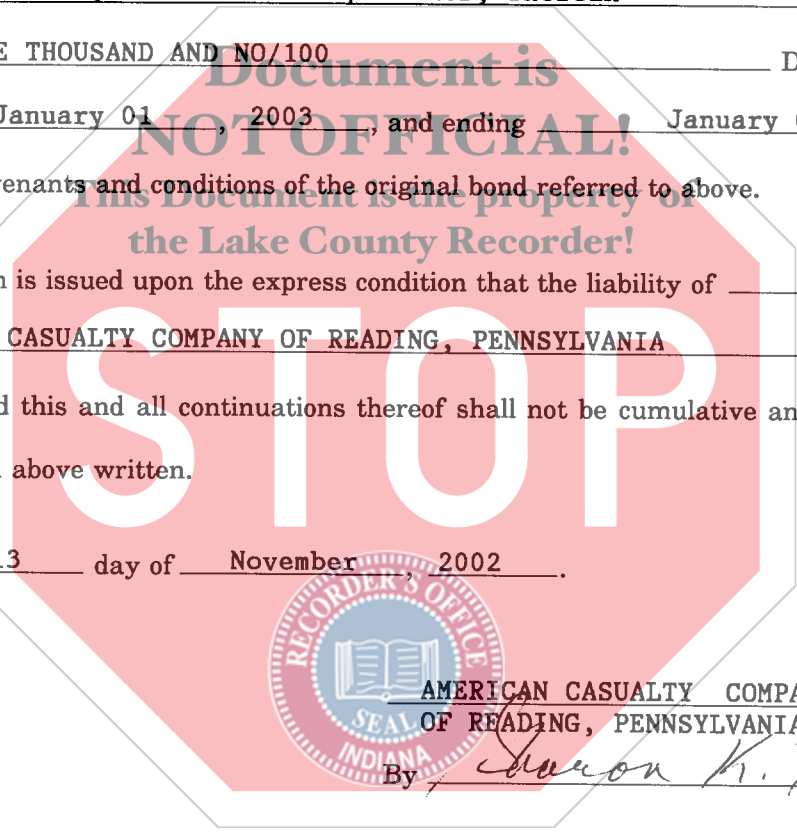 E THOUSAND AND NO/100 D
Document is
January 01, 2003, and ending January
NOT OFFICIAL!
venants and conditions of the original bond referred to above.
This Document is the property of
the Lake County Recorder!
n is issued upon the express condition that the liability of
CASUALTY COMPANY OF READING, PENNSYLVANIA
STOP
d this and all continuations thereof shall not be cumulative an
above written.
13 day of November, 2002.
RECORDER'S OFFICE
SEAL
INDIANA
AMERICAN CASUALTY COMPA
OF READING, PENNSYLVANIA
By Sharon K.